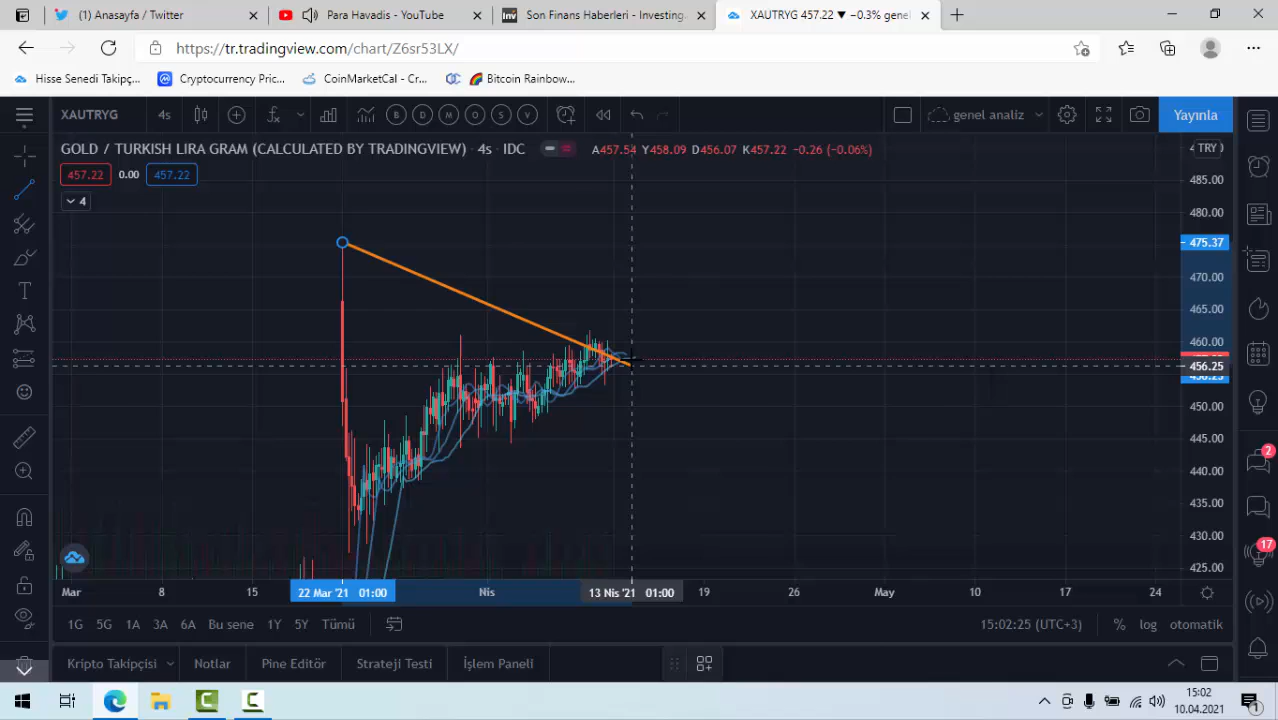 (1) Anasayfa / Twitter
Para Havadis - YouTube
Inv
Son Finans Haberleri - Investing.
XAUTRYG 457.22 ▼ −0.3% genel
https://tr.tradingview.com/chart/Z6sr53LX/
Hisse Senedi Takipç...
Cryptocurrency Pric...
CoinMarketCal - Cr...
Bitcoin Rainbow...
XAUTRYG
4s
B
D
M
O
S
V
genel analiz
Yayınla
GOLD / TURKISH LIRA GRAM (CALCULATED BY TRADINGVIEW) · 4s · IDC
A457.54 Y458.09 D456.07 K457.22 −0.26 (−0.06%)
TRY
457.22
0.00
457.22
4
485.00
480.00
475.37
470.00
465.00
460.00
456.25
450.00
445.00
440.00
435.00
430.00
425.00
2
17
Mar
8
15
22 Mar '21 01:00
Nis
13 Nis '21 01:00
19
26
May
10
17
24
1G
5G
1A
3A
6A
Bu sene
1Y
5Y
Tümü
15:02:25 (UTC+3)
%
log
otomatik
Kripto Takipçisi
Notlar
Pine Editör
Strateji Testi
İşlem Paneli
15:02
10.04.2021
1